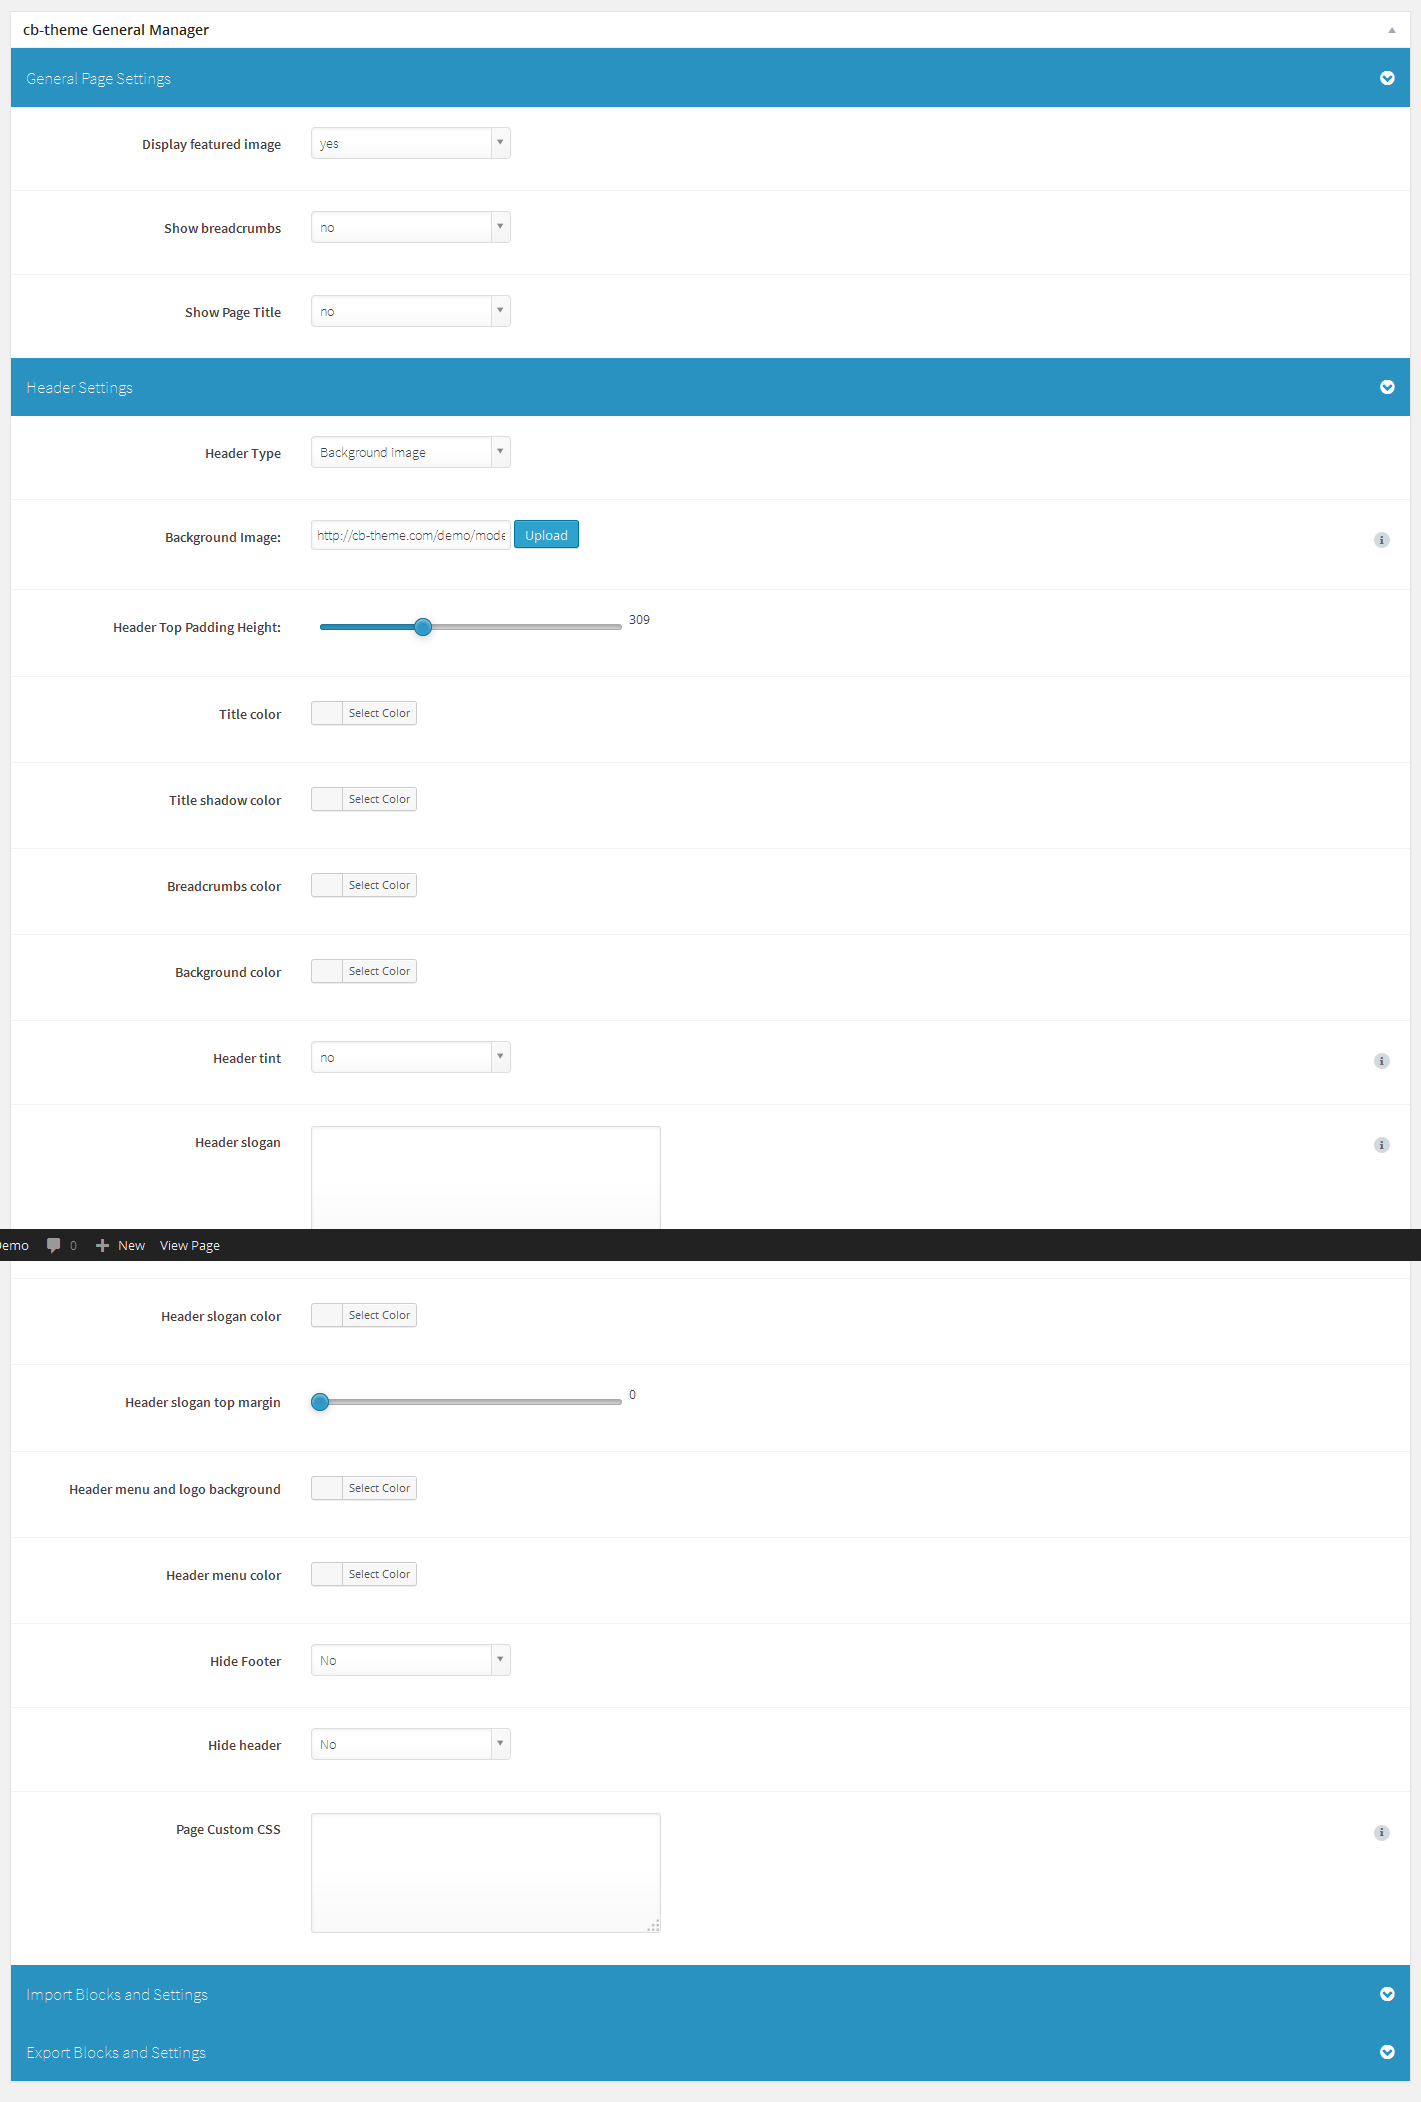 cb-theme General Manager
General Page Settings
Display featured image yes
Show breadcrumbs no
Show Page Title no
Header Settings
Header Type Background image
Background Image: http://cb-theme.com/demo/mode Upload
Header Top Padding Height: 309
Title color Select Color
Title shadow color Select Color
Breadcrumbs color Select Color
Background color Select Color
Header tint no
Header slogan
emo 0 New View Page
Header slogan color Select Color
Header slogan top margin 0
Header menu and logo background Select Color
Header menu color Select Color
Hide Footer No
Hide header No
Page Custom CSS
Import Blocks and Settings
Export Blocks and Settings